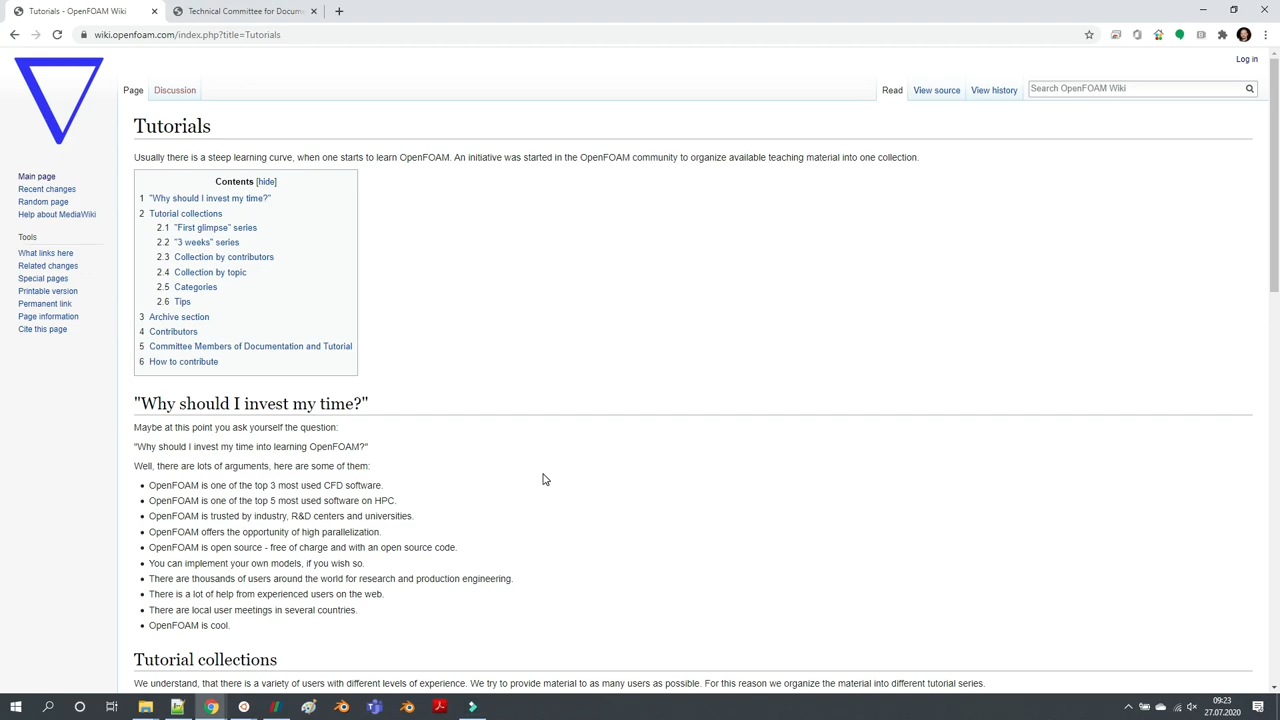 Tutorials - OpenFOAM Wiki
Technical Committee for Docume
wiki.openfoam.com/index.php?title=Tutorials
Log in
Page
Discussion
Read
View source
View history
Search OpenFOAM Wiki
Main page
Recent changes
Random page
Help about MediaWiki
Tools
What links here
Related changes
Special pages
Printable version
Permanent link
Page information
Cite this page
Tutorials
Usually there is a steep learning curve, when one starts to learn OpenFOAM. An initiative was started in the OpenFOAM community to organize available teaching material into one collection.
Contents [hide]
1 "Why should I invest my time?"
2 Tutorial collections
2.1 "First glimpse" series
2.2 "3 weeks" series
2.3 Collection by contributors
2.4 Collection by topic
2.5 Categories
2.6 Tips
3 Archive section
4 Contributors
5 Committee Members of Documentation and Tutorial
6 How to contribute
"Why should I invest my time?"
Maybe at this point you ask yourself the question:
"Why should I invest my time into learning OpenFOAM?"
Well, there are lots of arguments, here are some of them:
• OpenFOAM is one of the top 3 most used CFD software.
• OpenFOAM is one of the top 5 most used software on HPC.
• OpenFOAM is trusted by industry, R&D centers and universities.
• OpenFOAM offers the opportunity of high parallelization.
• OpenFOAM is open source - free of charge and with an open source code.
• You can implement your own models, if you wish so.
• There are thousands of users around the world for research and production engineering.
• There is a lot of help from experienced users on the web.
• There are local user meetings in several countries.
• OpenFOAM is cool.
Tutorial collections
We understand, that there is a variety of users with different levels of experience. We try to provide material to as many users as possible. For this reason we organize the material into different tutorial series.
09:23
27.07.2020